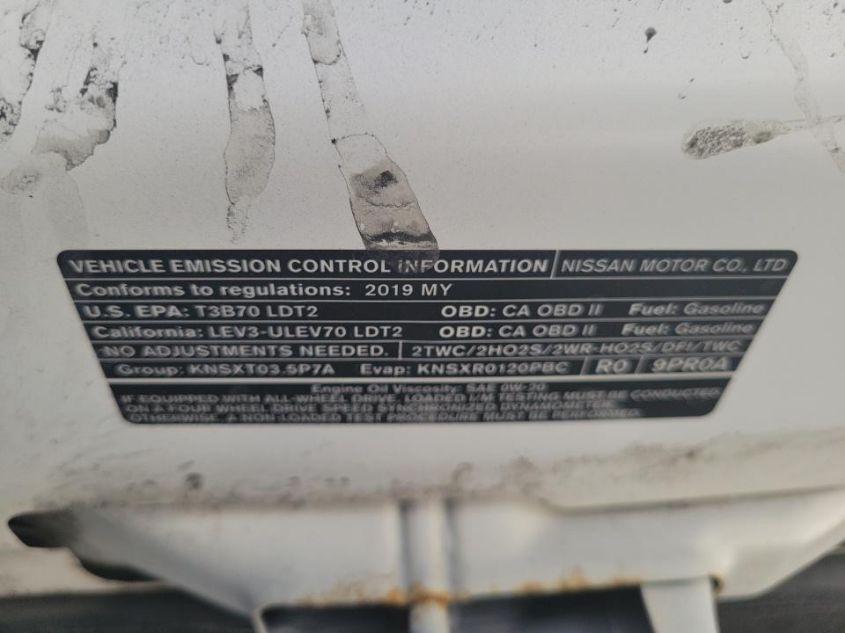 VEHICLE EMISSION CONTROL INFORMATION NISSAN MOTOR CO., LTD
Conforms to regulations: 2019 MY
U.S. EPA: T3B70 LDT2 OBD: CA OBD II Fuel: Gasoline
California: LEV3-ULEV70 LDT2 OBD: CA OBD II Fuel: Gasoline
NO ADJUSTMENTS NEEDED. 2TWC/2HO2S/2WR-HO2S/DFI/TWC
Group: KNSXT03.5P7A Evap: KNSXR0120PBC R0 9PR0A
Engine Oil Viscosity: SAE 0W-20
IF EQUIPPED WITH ALL-WHEEL DRIVE, LOADED I/M TESTING MUST BE CONDUCTED
ON A FOUR WHEEL DRIVE SPEED SYNCHRONIZED DYNAMOMETER.
OTHERWISE, A NON-LOADED TEST PROCEDURE MUST BE PERFORMED.